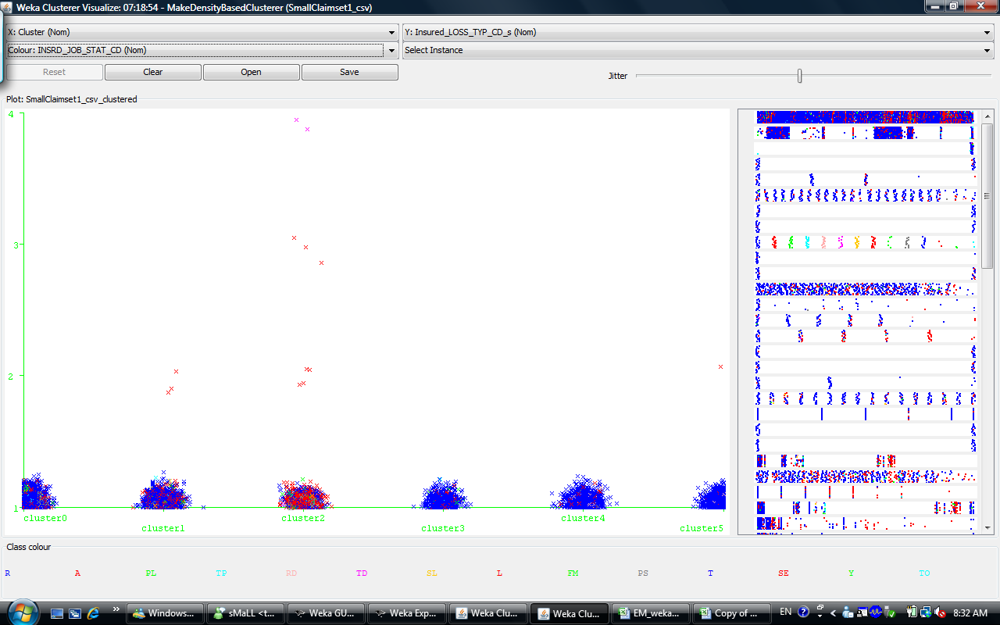 Weka Clusterer Visualize: 07:18:54 - MakeDensityBasedClusterer (SmallClaimset1_csv)
X: Cluster (Nom) Y: Insured_LOSS_TYP_CD_s (Nom)
Colour: INSRD_JOB_STAT_CD (Nom) Select Instance
Reset Clear Open Save Jitter
Plot: SmallClaimset1_csv_clustered
4
3
2
1
cluster0 cluster2 cluster4
cluster1 cluster3 cluster5
Class colour
R A PL TP RD TD SL L FM PS T SE Y TO
Windows... sMaLL <t... Weka GU... Weka Exp... Weka Clu... Weka Clu... EM_weka... Copy of ... EN 8:32 AM